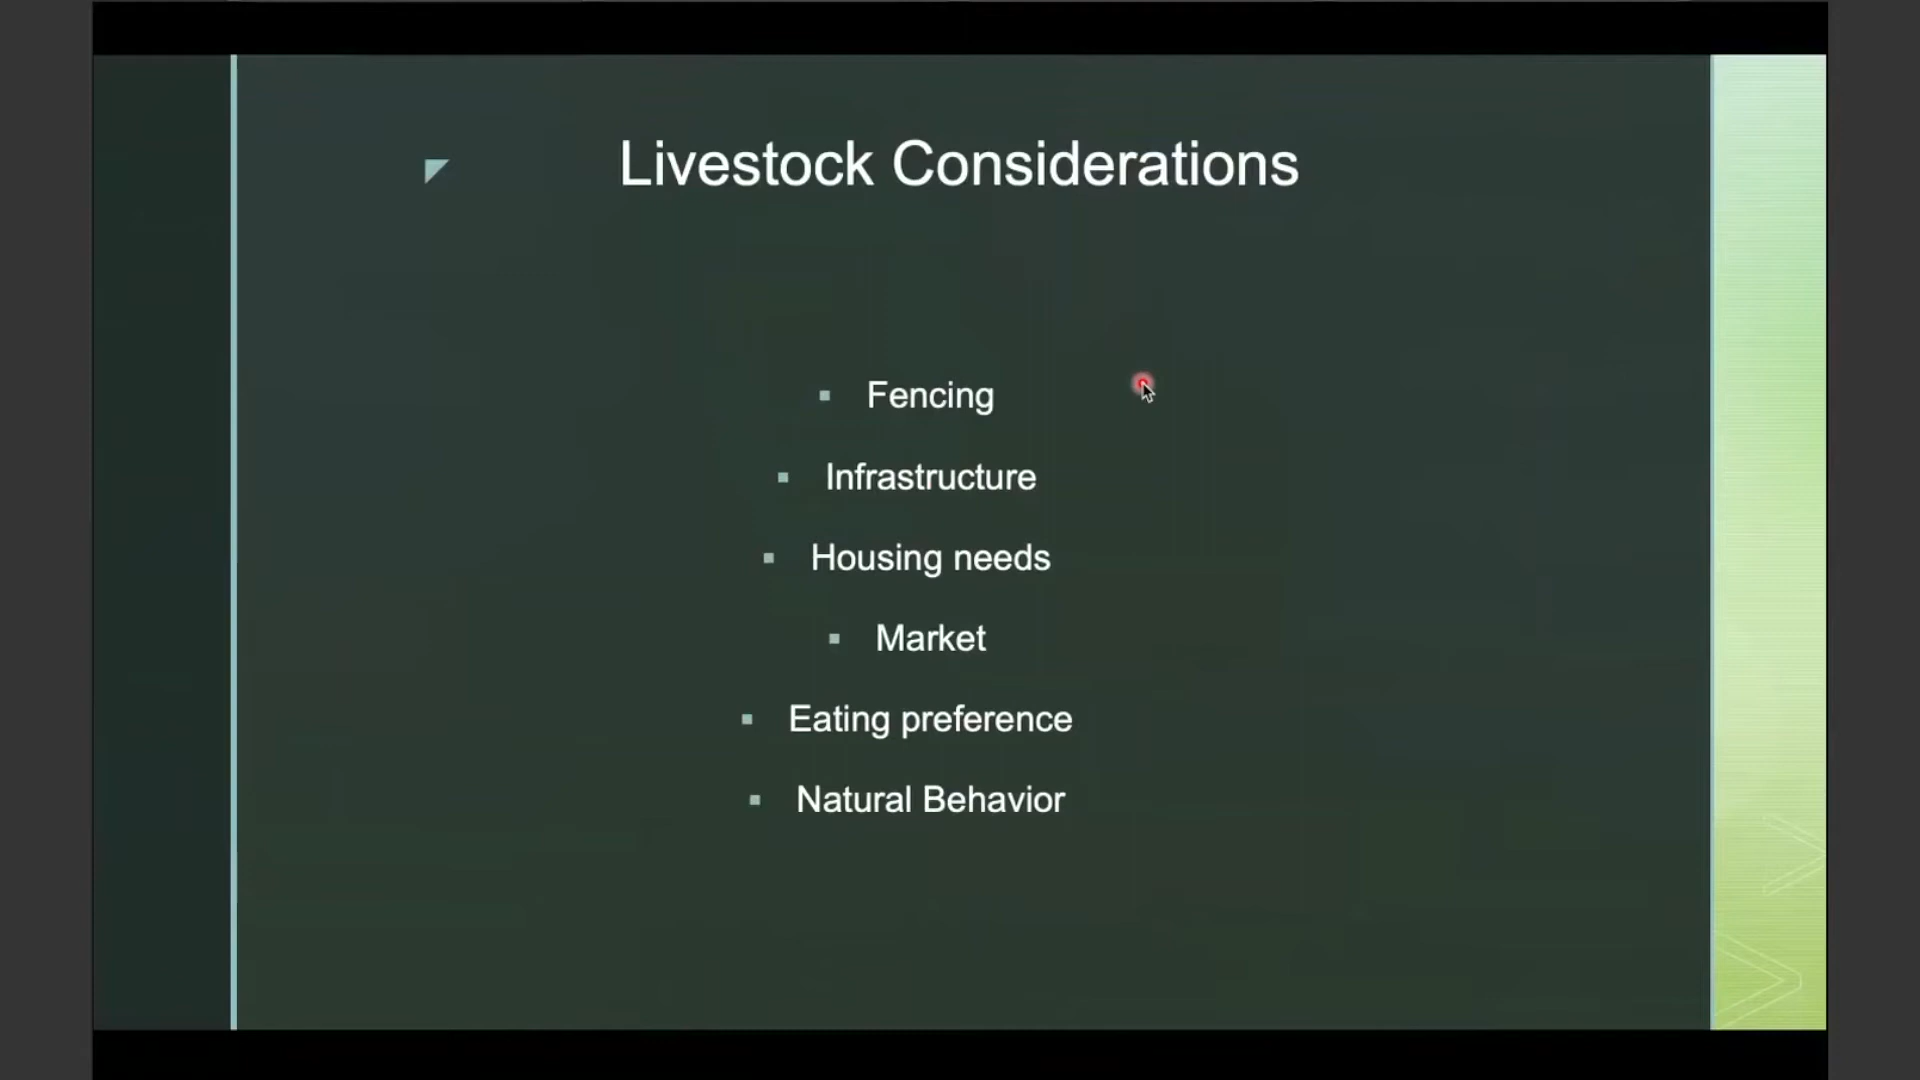 Livestock Considerations
Fencing
Infrastructure
Housing needs
Market
Eating preference
Natural Behavior